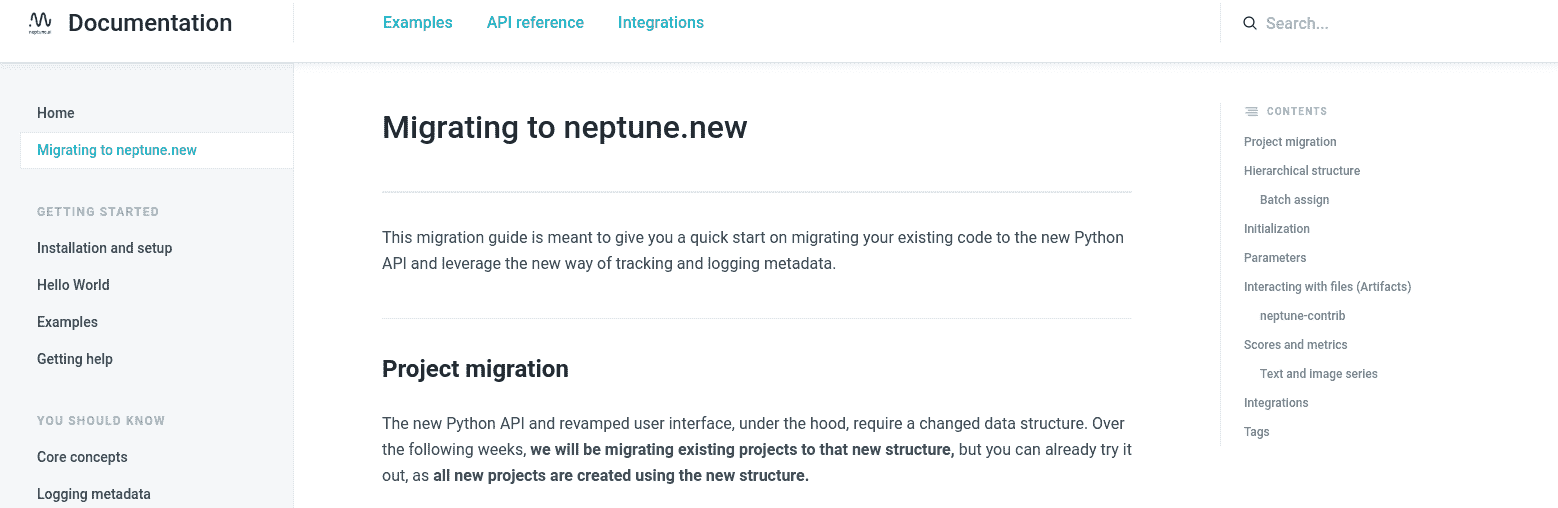 neptune.ai
Documentation
Examples
API reference
Integrations
Search...
Home
Migrating to neptune.new
GETTING STARTED
Installation and setup
Hello World
Examples
Getting help
YOU SHOULD KNOW
Core concepts
Logging metadata
Migrating to neptune.new
This migration guide is meant to give you a quick start on migrating your existing code to the new Python
API and leverage the new way of tracking and logging metadata.
Project migration
The new Python API and revamped user interface, under the hood, require a changed data structure. Over
the following weeks, we will be migrating existing projects to that new structure, but you can already try it
out, as all new projects are created using the new structure.
CONTENTS
Project migration
Hierarchical structure
Batch assign
Initialization
Parameters
Interacting with files (Artifacts)
neptune-contrib
Scores and metrics
Text and image series
Integrations
Tags